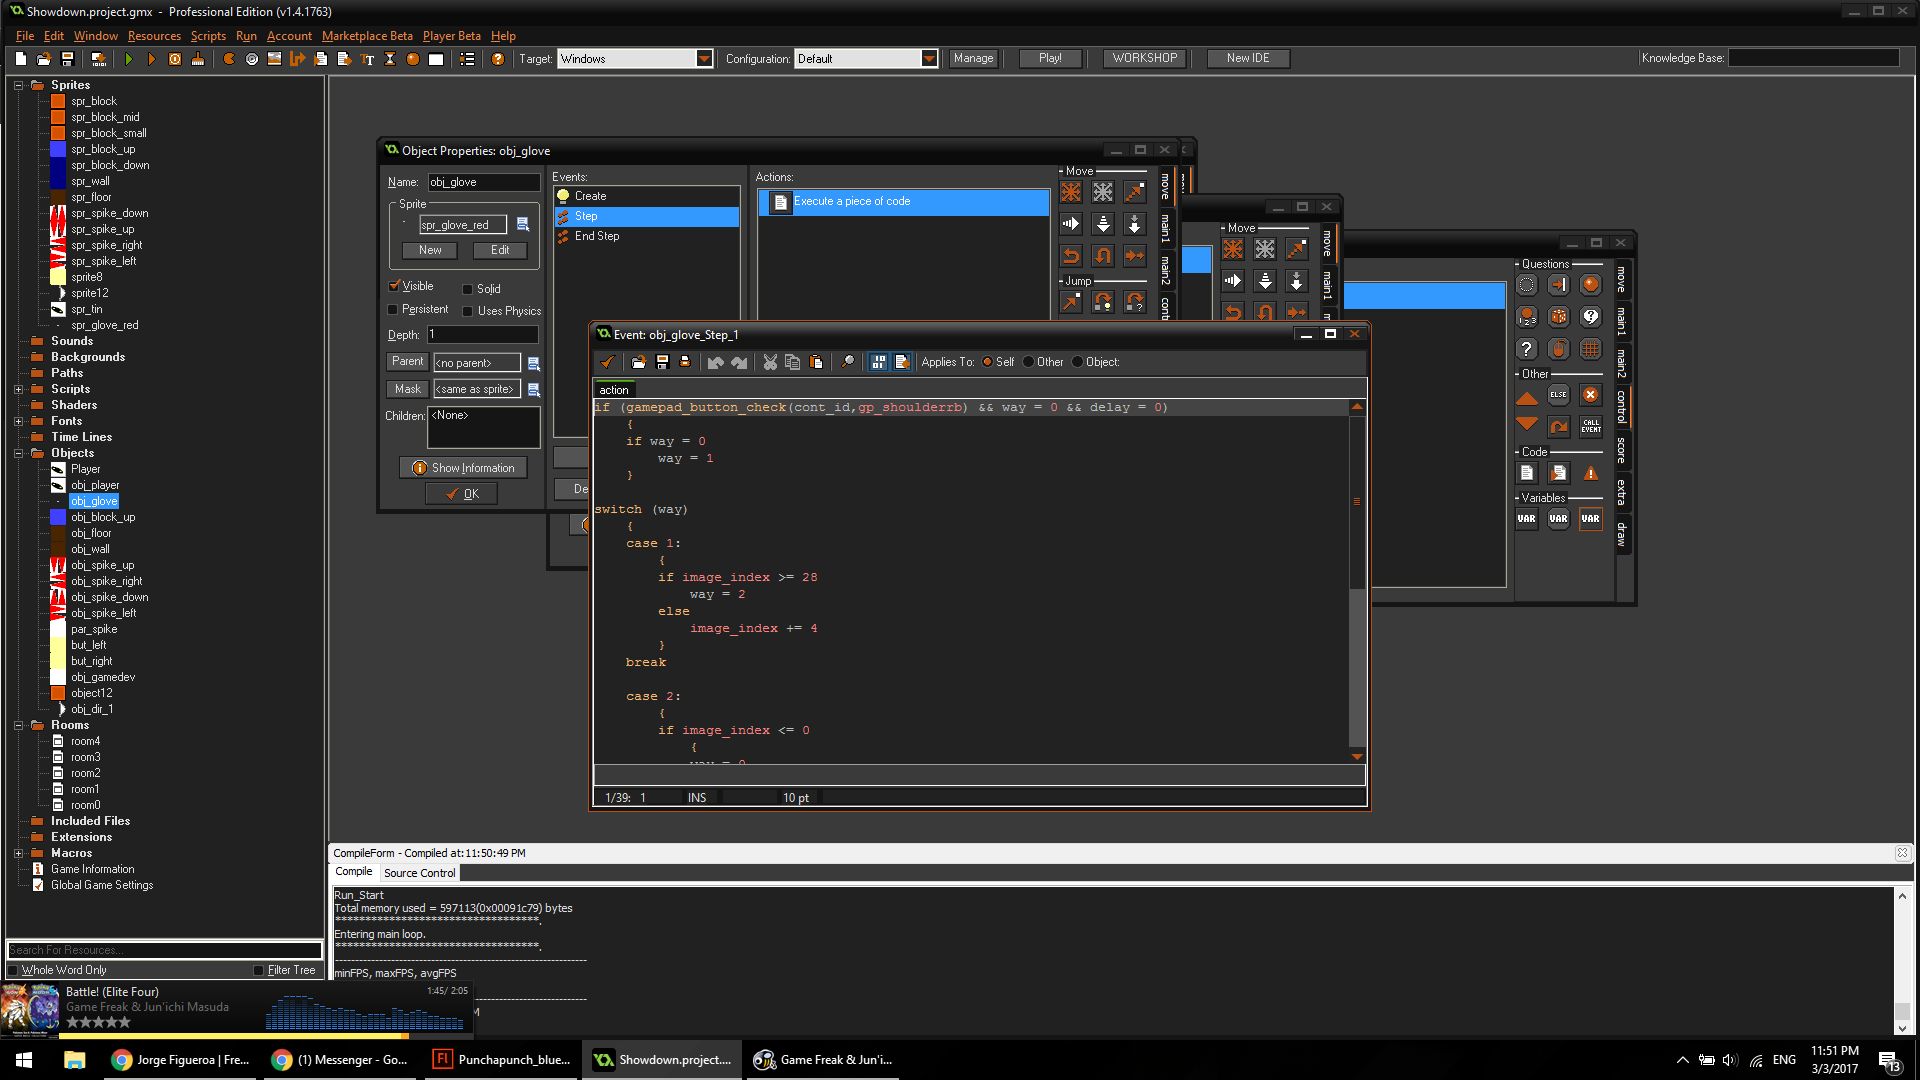 Showdown.project.gmx - Professional Edition (v1.4.1763)
File Edit Window Resources Scripts Run Account Marketplace Beta Player Beta Help
Target: Windows Configuration: Default Manage Play! WORKSHOP New IDE Knowledge Base:
Sprites
spr_block
spr_block_mid
spr_block_small
spr_block_up
spr_block_down
spr_wall
spr_floor
spr_spike_down
spr_spike_up
spr_spike_right
spr_spike_left
sprite8
sprite12
spr_tin
spr_glove_red
Sounds
Backgrounds
Paths
Scripts
Shaders
Fonts
Time Lines
Objects
Player
obj_player
obj_glove
obj_block_up
obj_floor
obj_wall
obj_spike_up
obj_spike_right
obj_spike_down
obj_spike_left
par_spike
but_left
but_right
obj_gamedev
object12
obj_dir_1
Rooms
room4
room3
room2
room1
room0
Included Files
Extensions
Macros
Game Information
Global Game Settings
Search For Resources...
Whole Word Only Filter Tree
Object Properties: obj_glove
Name: obj_glove
Sprite
spr_glove_red
New Edit
Visible Solid
Persistent Uses Physics
Depth: 1
Parent <no parent>
Mask <same as sprite>
Children: <None>
Show Information
OK
Events:
Create
Step
End Step
De
Actions:
Execute a piece of code
Move
Jump
move
main1
main2
Move
move
main1
Questions
Other
ELSE
CALL EVENT
Code
Variables
VAR VAR VAR
move
main1
main2
control
score
extra
draw
Event: obj_glove_Step_1
Applies To: Self Other Object:
action
if (gamepad_button_check(cont_id,gp_shoulderrb) && way = 0 && delay = 0)
{
if way = 0
way = 1
}
switch (way)
{
case 1:
{
if image_index >= 28
way = 2
else
image_index += 4
}
break
case 2:
{
if image_index <= 0
{
way = 0
1/39: 1 INS 10 pt
CompileForm - Compiled at:11:50:49 PM
Compile Source Control
Run_Start
Total memory used = 597113(0x00091c79) bytes
**********************************.
Entering main loop.
**********************************.
minFPS, maxFPS, avgFPS
Battle! (Elite Four) 1:45/ 2:05
Game Freak & Jun'ichi Masuda
Jorge Figueroa | Fre... (1) Messenger - Go... Punchapunch_blue... Showdown.project.... Game Freak & Jun'i...
ENG
11:51 PM
3/3/2017
13